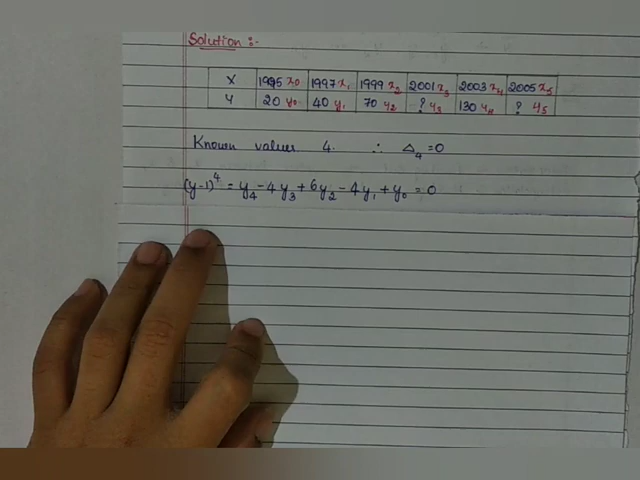 Solution :-
X 1995 x₀ 1997 x₁ 1999 x₂ 2001 x₃ 2003 x₄ 2005 x₅
Y 20 y₀ 40 y₁ 70 y₂ ? y₃ 130 y₄ ? y₅
Known values 4. ∴ Δ₄ = 0
(y-1)⁴ = y₄ - 4y₃ + 6y₂ - 4y₁ + y₀ = 0